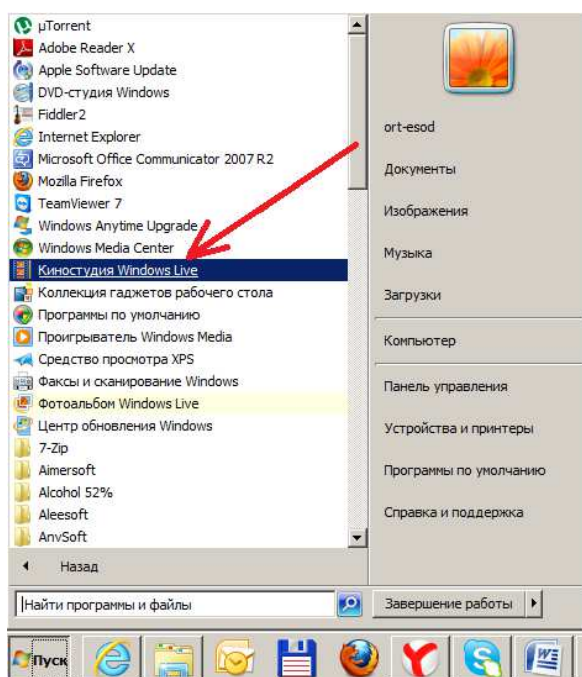 µTorrent
Adobe Reader X
Apple Software Update
DVD-студия Windows
Fiddler2
Internet Explorer
Microsoft Office Communicator 2007 R2
Mozilla Firefox
TeamViewer 7
Windows Anytime Upgrade
Windows Media Center
Киностудия Windows Live
Коллекция гаджетов рабочего стола
Программы по умолчанию
Проигрыватель Windows Media
Средство просмотра XPS
Факсы и сканирование Windows
Фотоальбом Windows Live
Центр обновления Windows
7-Zip
Aimersoft
Alcohol 52%
Aleesoft
AnvSoft
Назад
Найти программы и файлы
ort-esod
Документы
Изображения
Музыка
Загрузки
Компьютер
Панель управления
Устройства и принтеры
Программы по умолчанию
Справка и поддержка
Завершение работы
Пуск